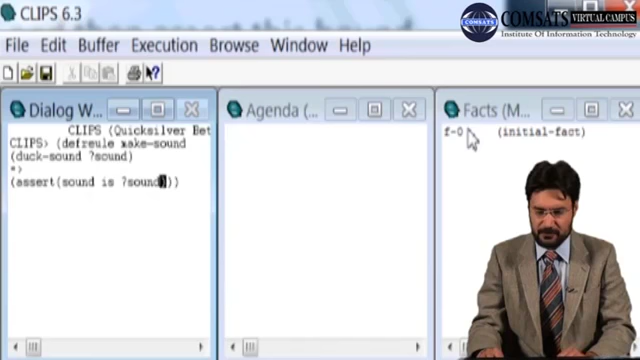 CLIPS 6.3
COMSATS VIRTUAL CAMPUS
Institute Of Information Technology
File Edit Buffer Execution Browse Window Help
Dialog W... Agenda (... Facts (M...
CLIPS (Quicksilver Bet
CLIPS> (defreule make-sound
(duck-sound ?sound)
=>
(assert(sound is ?sound)))
f-0 (initial-fact)